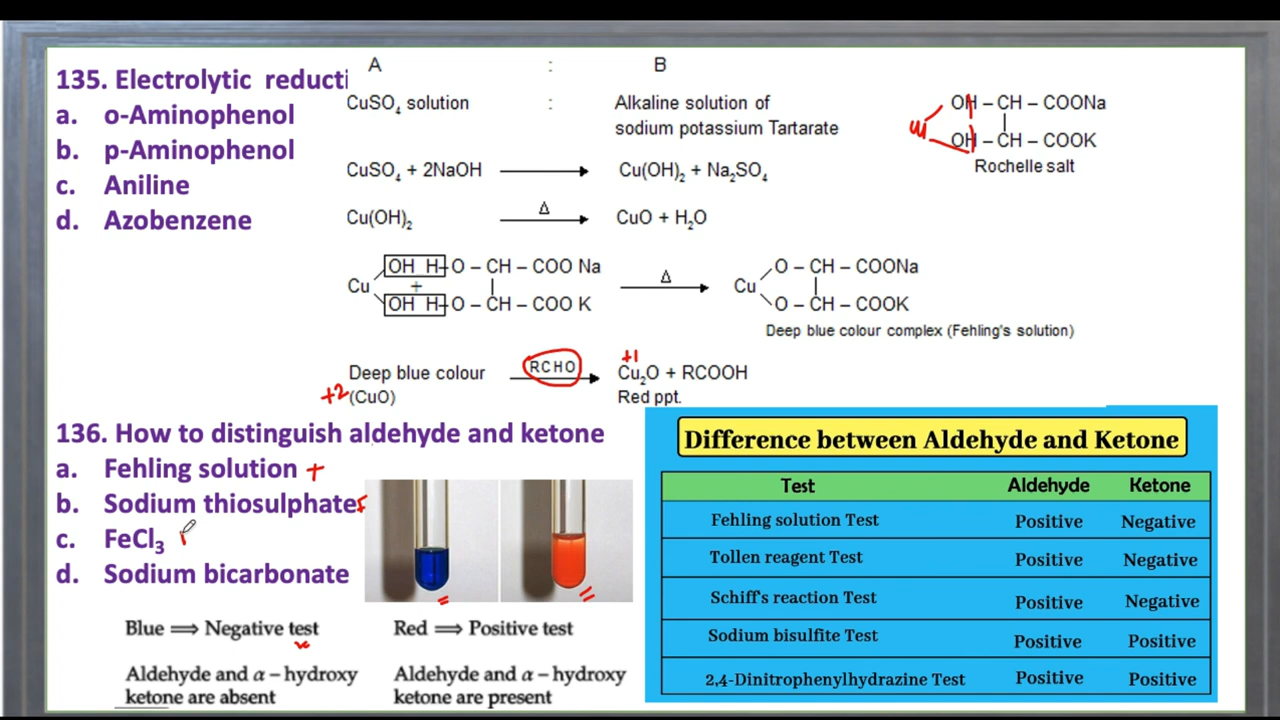 135. Electrolytic reducti
a. o-Aminophenol
b. p-Aminophenol
c. Aniline
d. Azobenzene
A : B
CuSO₄ solution : Alkaline solution of
sodium potassium Tartarate
OH – CH – COONa
OH – CH – COOK
Rochelle salt
CuSO₄ + 2NaOH ⟶ Cu(OH)₂ + Na₂SO₄
Cu(OH)₂ Δ⟶ CuO + H₂O
OH H – O – CH – COO Na
Cu +
OH H – O – CH – COO K
Δ⟶
O – CH – COONa
Cu
O – CH – COOK
Deep blue colour complex (Fehling's solution)
+1
Deep blue colour RCHO⟶ Cu₂O + RCOOH
+2 (CuO) Red ppt.
136. How to distinguish aldehyde and ketone
a. Fehling solution +
b. Sodium thiosulphate
c. FeCl₃
d. Sodium bicarbonate
Blue ⟹ Negative test
Aldehyde and α – hydroxy
ketone are absent
Red ⟹ Positive test
Aldehyde and α – hydroxy
ketone are present
Difference between Aldehyde and Ketone
Test Aldehyde Ketone
Fehling solution Test Positive Negative
Tollen reagent Test Positive Negative
Schiff's reaction Test Positive Negative
Sodium bisulfite Test Positive Positive
2,4-Dinitrophenylhydrazine Test Positive Positive